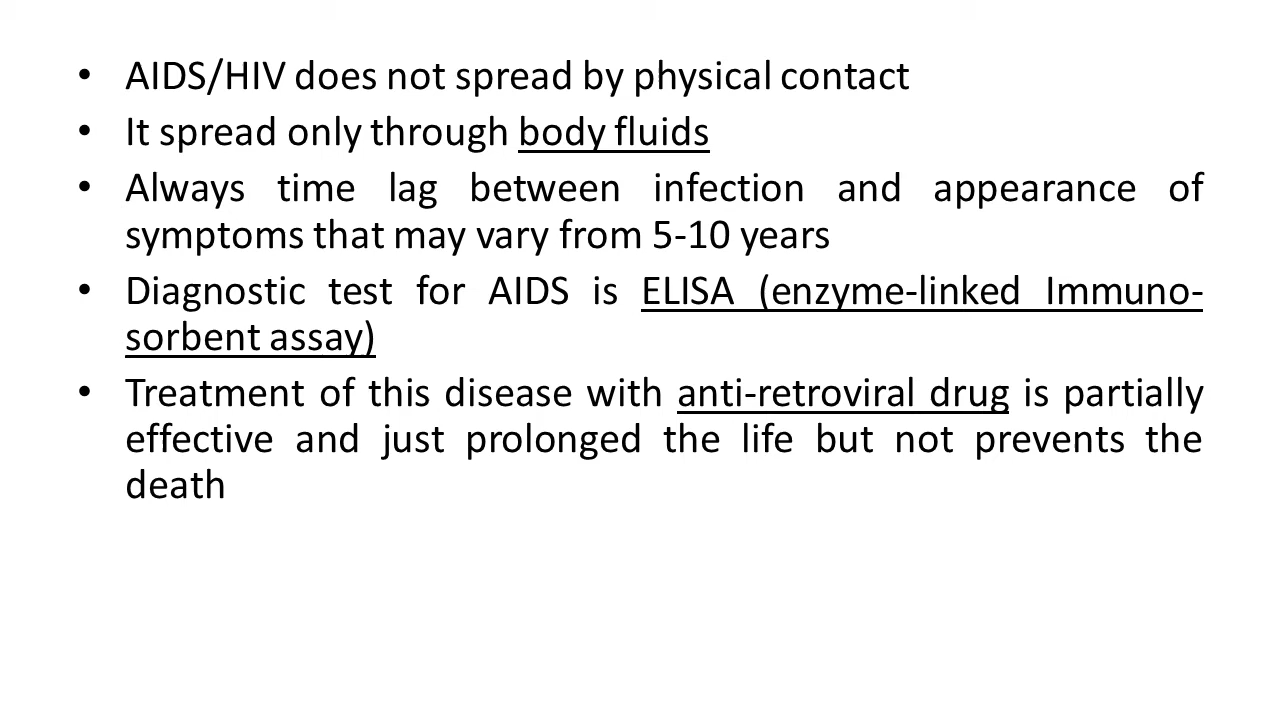 • AIDS/HIV does not spread by physical contact
• It spread only through body fluids
• Always time lag between infection and appearance of
symptoms that may vary from 5-10 years
• Diagnostic test for AIDS is ELISA (enzyme-linked Immuno-
sorbent assay)
• Treatment of this disease with anti-retroviral drug is partially
effective and just prolonged the life but not prevents the
death